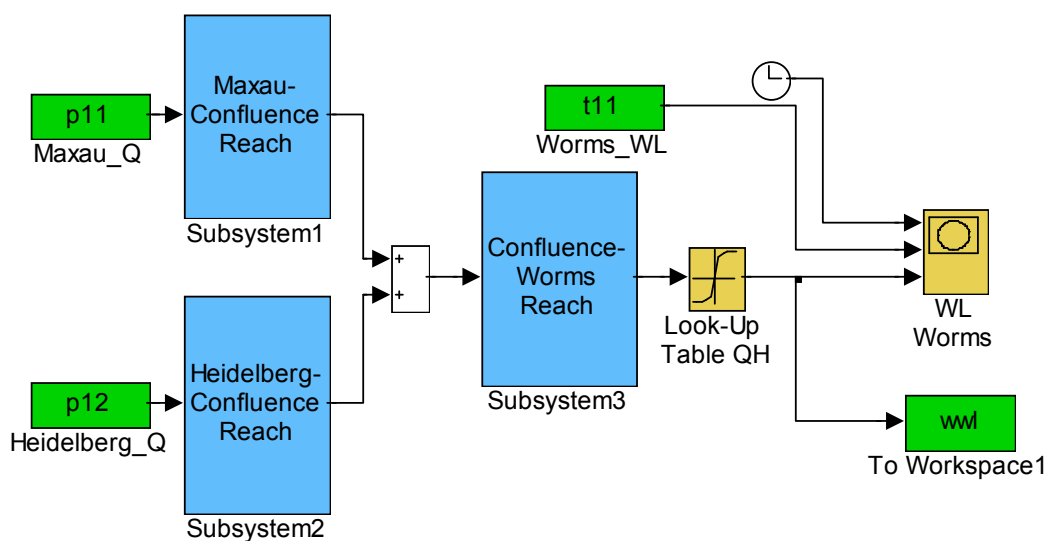 p11
Maxau_Q
Maxau-
Confluence
Reach
Subsystem1
t11
Worms_WL
+
+
Confluence-
Worms
Reach
Subsystem3
Look-Up
Table QH
WL
Worms
p12
Heidelberg_Q
Heidelberg-
Confluence
Reach
Subsystem2
wwl
To Workspace1